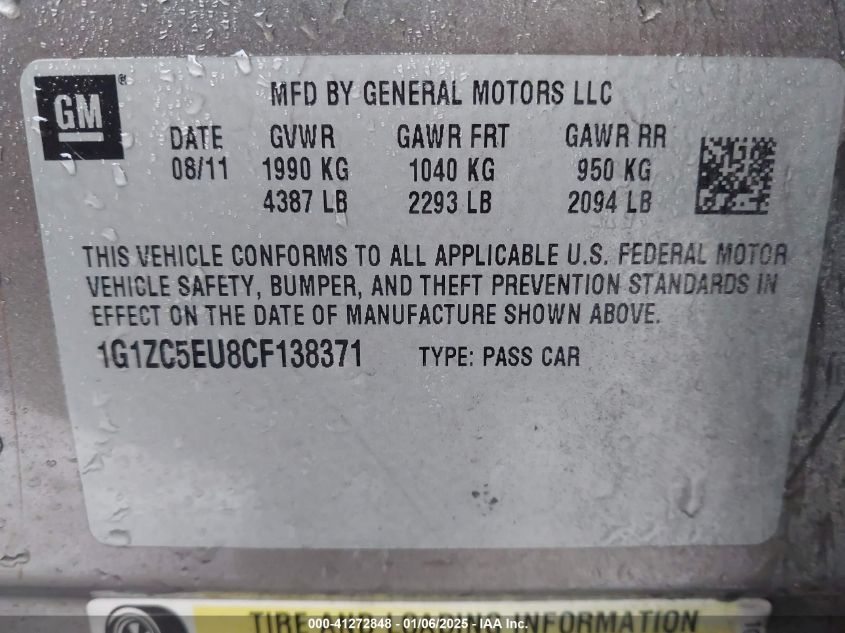 GM
®
MFD BY GENERAL MOTORS LLC
DATE GVWR GAWR FRT GAWR RR
08/11 1990 KG 1040 KG 950 KG
4387 LB 2293 LB 2094 LB
THIS VEHICLE CONFORMS TO ALL APPLICABLE U.S. FEDERAL MOTOR
VEHICLE SAFETY, BUMPER, AND THEFT PREVENTION STANDARDS IN
EFFECT ON THE DATE OF MANUFACTURE SHOWN ABOVE.
1G1ZC5EU8CF138371 TYPE: PASS CAR
TIRE AND LOADING INFORMATION
000-41272848 - 01/06/2025 - IAA Inc.